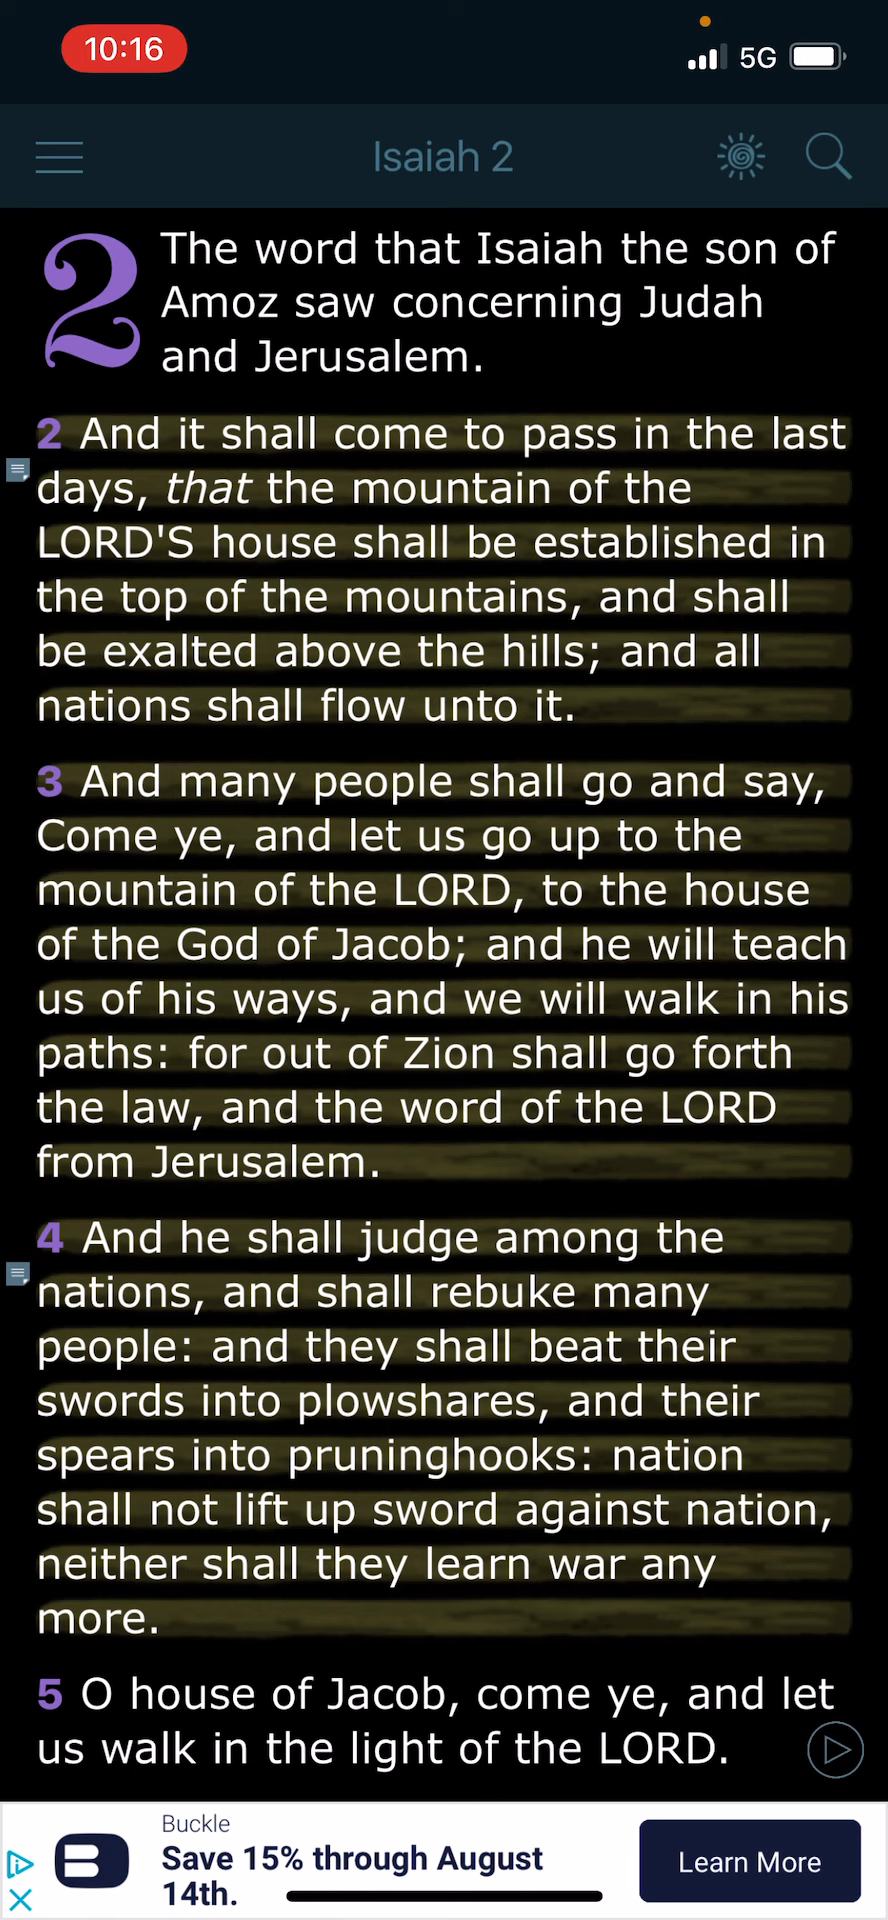 10:16
5G
Isaiah 2
2 The word that Isaiah the son of
Amoz saw concerning Judah
and Jerusalem.
2 And it shall come to pass in the last
days, that the mountain of the
LORD'S house shall be established in
the top of the mountains, and shall
be exalted above the hills; and all
nations shall flow unto it.
3 And many people shall go and say,
Come ye, and let us go up to the
mountain of the LORD, to the house
of the God of Jacob; and he will teach
us of his ways, and we will walk in his
paths: for out of Zion shall go forth
the law, and the word of the LORD
from Jerusalem.
4 And he shall judge among the
nations, and shall rebuke many
people: and they shall beat their
swords into plowshares, and their
spears into pruninghooks: nation
shall not lift up sword against nation,
neither shall they learn war any
more.
5 O house of Jacob, come ye, and let
us walk in the light of the LORD.
Buckle
Save 15% through August
14th.
Learn More